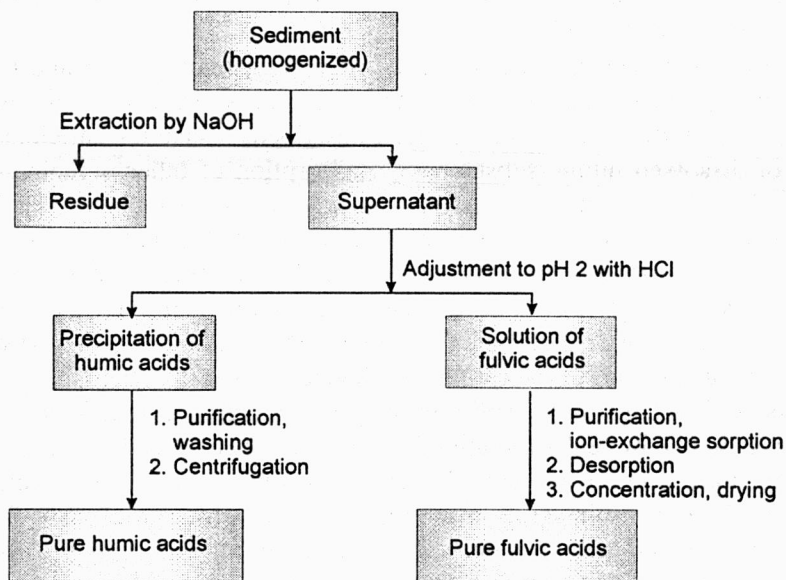 Sediment
(homogenized)
Extraction by NaOH
Residue
Supernatant
Adjustment to pH 2 with HCl
Precipitation of
humic acids
Solution of
fulvic acids
1. Purification,
washing
2. Centrifugation
1. Purification,
ion-exchange sorption
2. Desorption
3. Concentration, drying
Pure humic acids
Pure fulvic acids